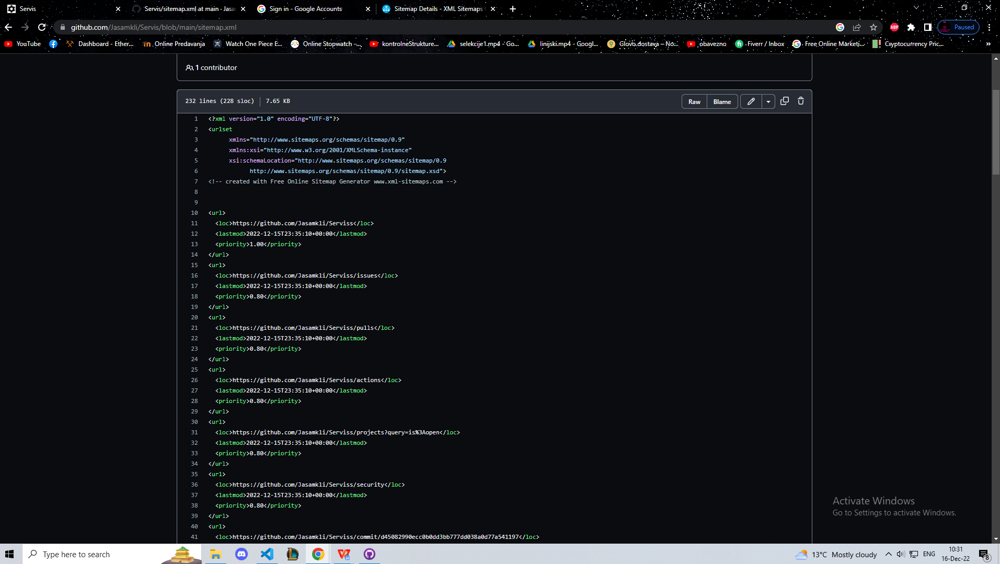 Servis
Servis/sitemap.xml at main · Jasa
Sign in - Google Accounts
Sitemap Details - XML Sitemaps
github.com/Jasamkli/Servis/blob/main/sitemap.xml
ABP
Paused
YouTube
Dashboard - Ether...
Online Predavanja
Watch One Piece E...
Online Stopwatch -...
kontrolneStrukture...
selekcije1.mp4 - Go...
linijski.mp4 - Googl...
Glovo dostava – No...
obavezno
Fiverr / Inbox
Free Online Marketi...
Cryptocurrency Pric...
»
1 contributor
232 lines (228 sloc) | 7.65 KB
Raw
Blame
1 <?xml version="1.0" encoding="UTF-8"?>
2 <urlset
3 xmlns="http://www.sitemaps.org/schemas/sitemap/0.9"
4 xmlns:xsi="http://www.w3.org/2001/XMLSchema-instance"
5 xsi:schemaLocation="http://www.sitemaps.org/schemas/sitemap/0.9
6 http://www.sitemaps.org/schemas/sitemap/0.9/sitemap.xsd">
7 <!-- created with Free Online Sitemap Generator www.xml-sitemaps.com -->
8
9
10 <url>
11 <loc>https://github.com/Jasamkli/Serviss</loc>
12 <lastmod>2022-12-15T23:35:10+00:00</lastmod>
13 <priority>1.00</priority>
14 </url>
15 <url>
16 <loc>https://github.com/Jasamkli/Serviss/issues</loc>
17 <lastmod>2022-12-15T23:35:10+00:00</lastmod>
18 <priority>0.80</priority>
19 </url>
20 <url>
21 <loc>https://github.com/Jasamkli/Serviss/pulls</loc>
22 <lastmod>2022-12-15T23:35:10+00:00</lastmod>
23 <priority>0.80</priority>
24 </url>
25 <url>
26 <loc>https://github.com/Jasamkli/Serviss/actions</loc>
27 <lastmod>2022-12-15T23:35:10+00:00</lastmod>
28 <priority>0.80</priority>
29 </url>
30 <url>
31 <loc>https://github.com/Jasamkli/Serviss/projects?query=is%3Aopen</loc>
32 <lastmod>2022-12-15T23:35:10+00:00</lastmod>
33 <priority>0.80</priority>
34 </url>
35 <url>
36 <loc>https://github.com/Jasamkli/Serviss/security</loc>
37 <lastmod>2022-12-15T23:35:10+00:00</lastmod>
38 <priority>0.80</priority>
39 </url>
40 <url>
41 <loc>https://github.com/Jasamkli/Serviss/commit/d45082990ecc0b0dd3bb777dd038a0d77a541197</loc>
Activate Windows
Go to Settings to activate Windows.
Type here to search
13°C Mostly cloudy
ENG
10:31
16-Dec-22
8